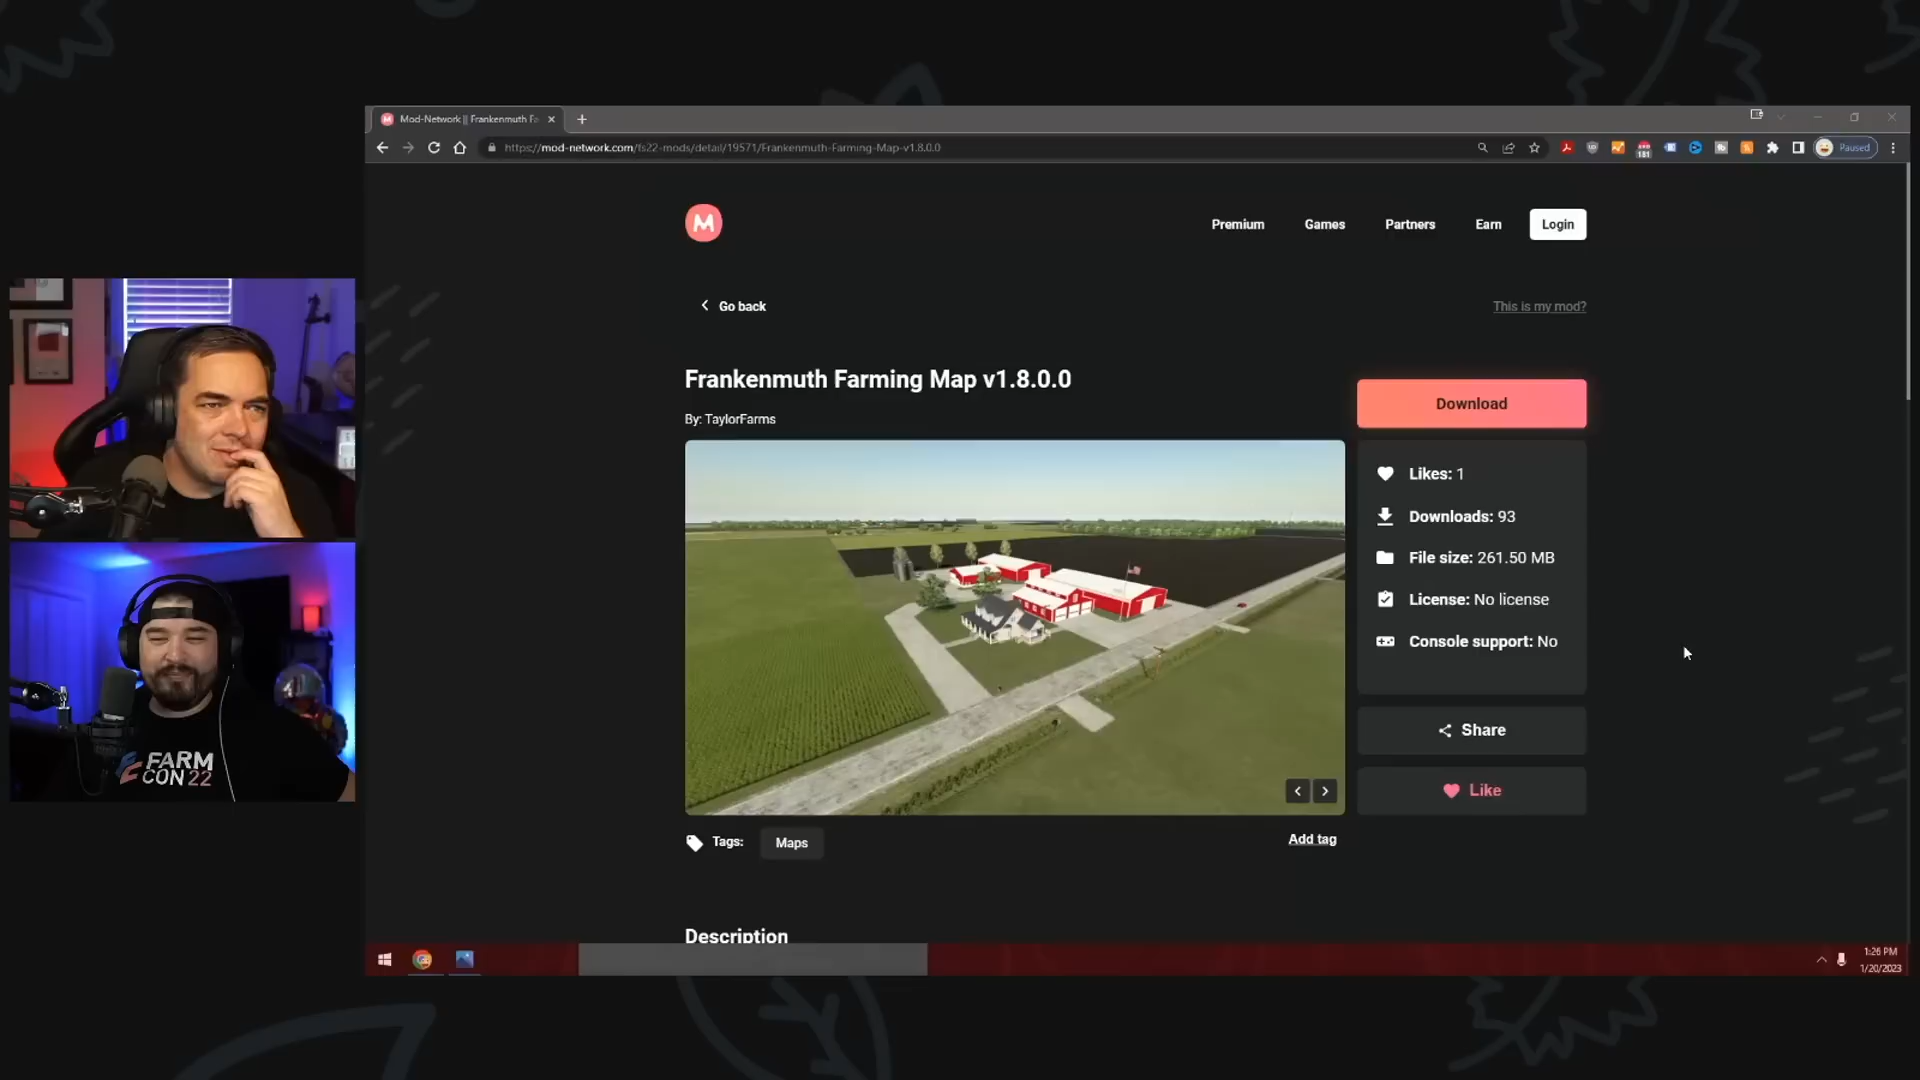 Mod-Network || Frankenmuth Fa
https://mod-network.com/fs22-mods/detail/19571/Frankenmuth-Farming-Map-v1.8.0.0
181
Paused
M
Premium
Games
Partners
Earn
Login
Go back
This is my mod?
Frankenmuth Farming Map v1.8.0.0
By: TaylorFarms
Download
Likes: 1
Downloads: 93
File size: 261.50 MB
License: No license
Console support: No
Share
Like
Tags:
Maps
Add tag
Description
FARM
CON 22
1:26 PM
1/20/2023